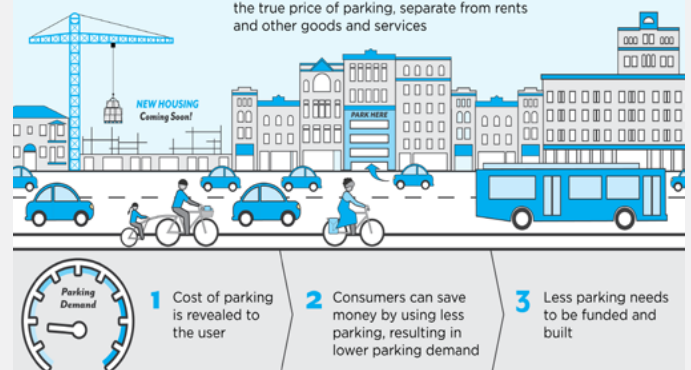 the true price of parking, separate from rents
and other goods and services
NEW HOUSING
Coming Soon!
PARK HERE
Parking
Demand
1 Cost of parking
is revealed to
the user
2 Consumers can save
money by using less
parking, resulting in
lower parking demand
3 Less parking needs
to be funded and
built